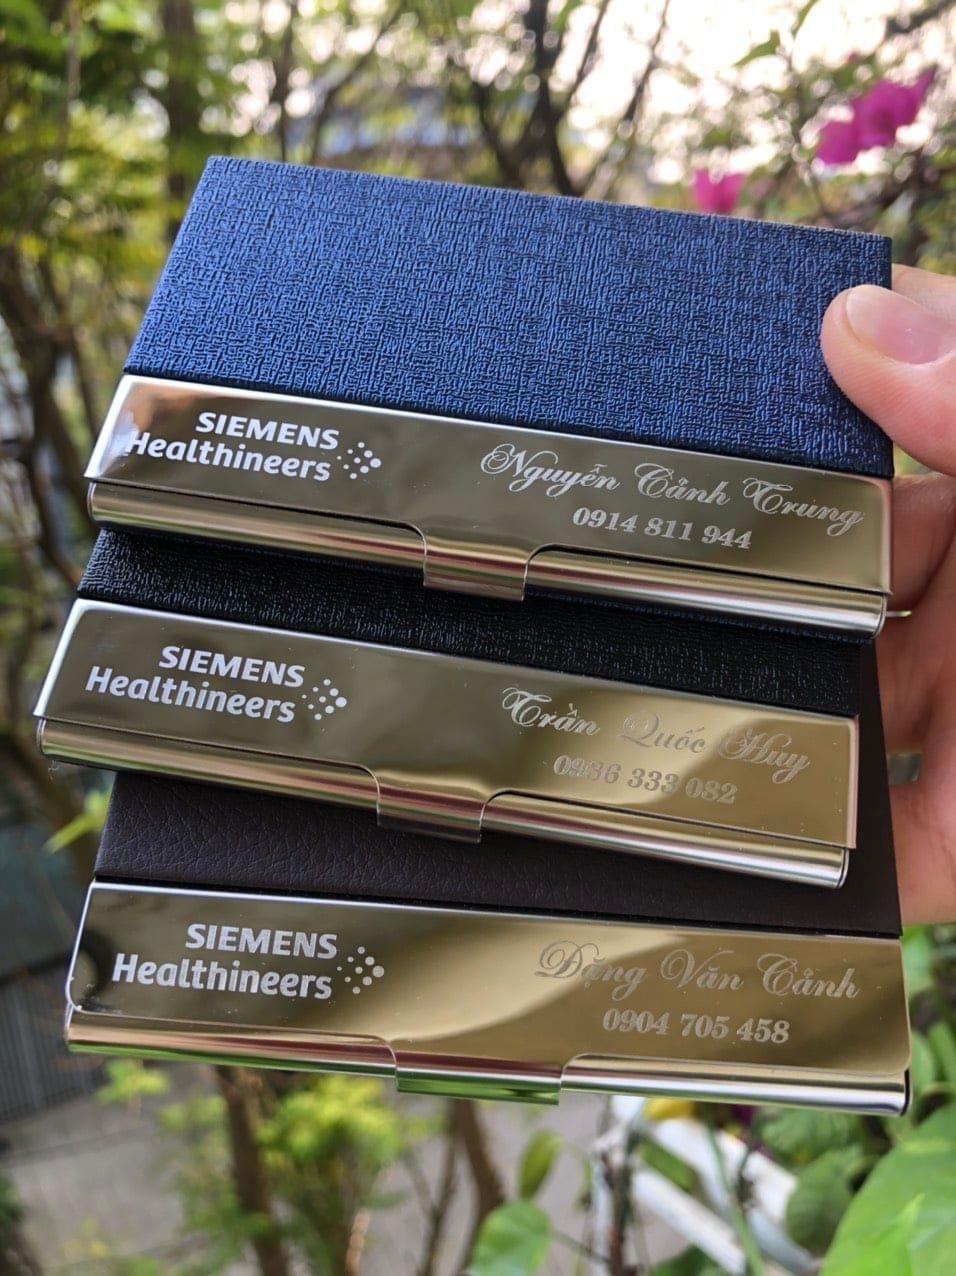 SIEMENS
Healthineers
Nguyễn Cảnh Trung
0914 811 944
SIEMENS
Healthineers
Trần Quốc Huy
0936 333 082
SIEMENS
Healthineers
Đặng Văn Cảnh
0904 705 458